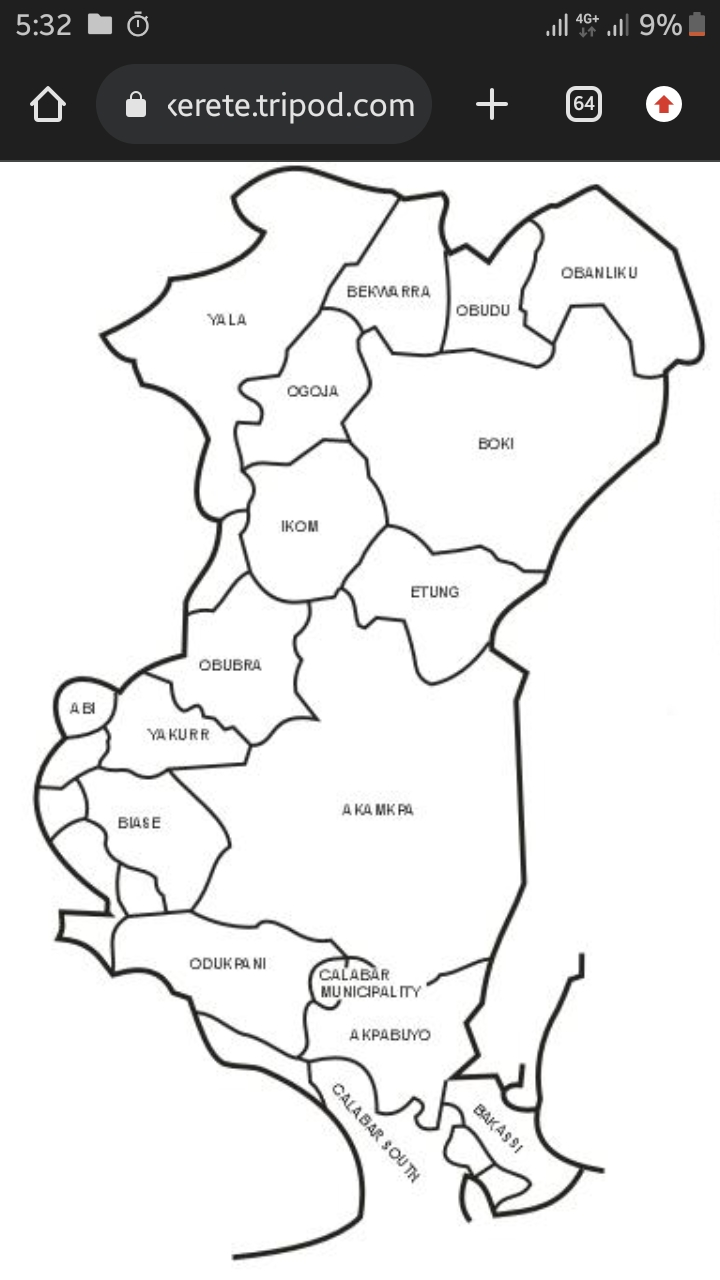 5:32
4G+
9%
kerete.tripod.com
64
OBANLIKU
BEKWARRA
OBUDU
YALA
OGOJA
BOKI
IKOM
ETUNG
OBUBRA
ABI
YAKURR
AKAMKPA
BIASE
ODUKPANI
CALABAR
MUNICIPALITY
AKPABUYO
CALABAR SOUTH
BAKASSI